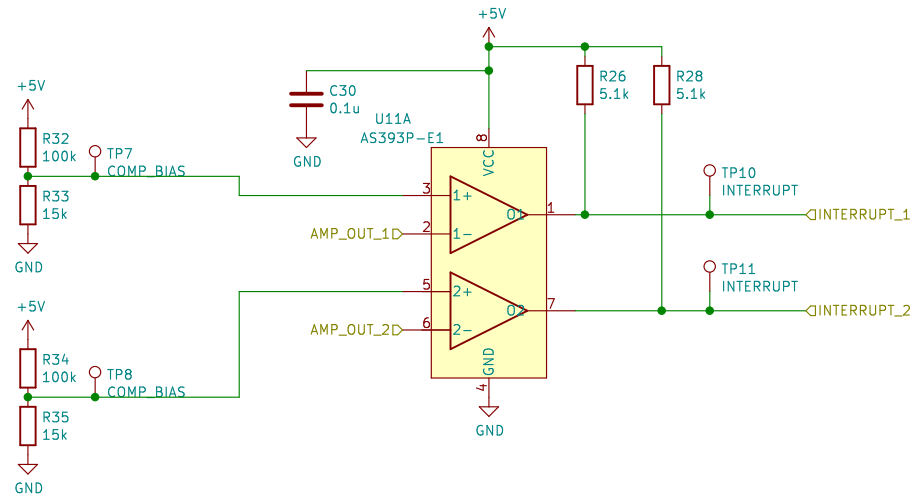 +5V
+5V
R26
5.1k
R28
5.1k
C30
0.1u
GND
U11A
AS393P-E1
R32
100k
TP7
COMP_BIAS
R33
15k
GND
8
VCC
3
1+
AMP_OUT_1
2
1-
O1
1
TP10
INTERRUPT
INTERRUPT_1
5
2+
AMP_OUT_2
6
2-
O2
7
TP11
INTERRUPT
INTERRUPT_2
GND
4
GND
+5V
R34
100k
TP8
COMP_BIAS
R35
15k
GND